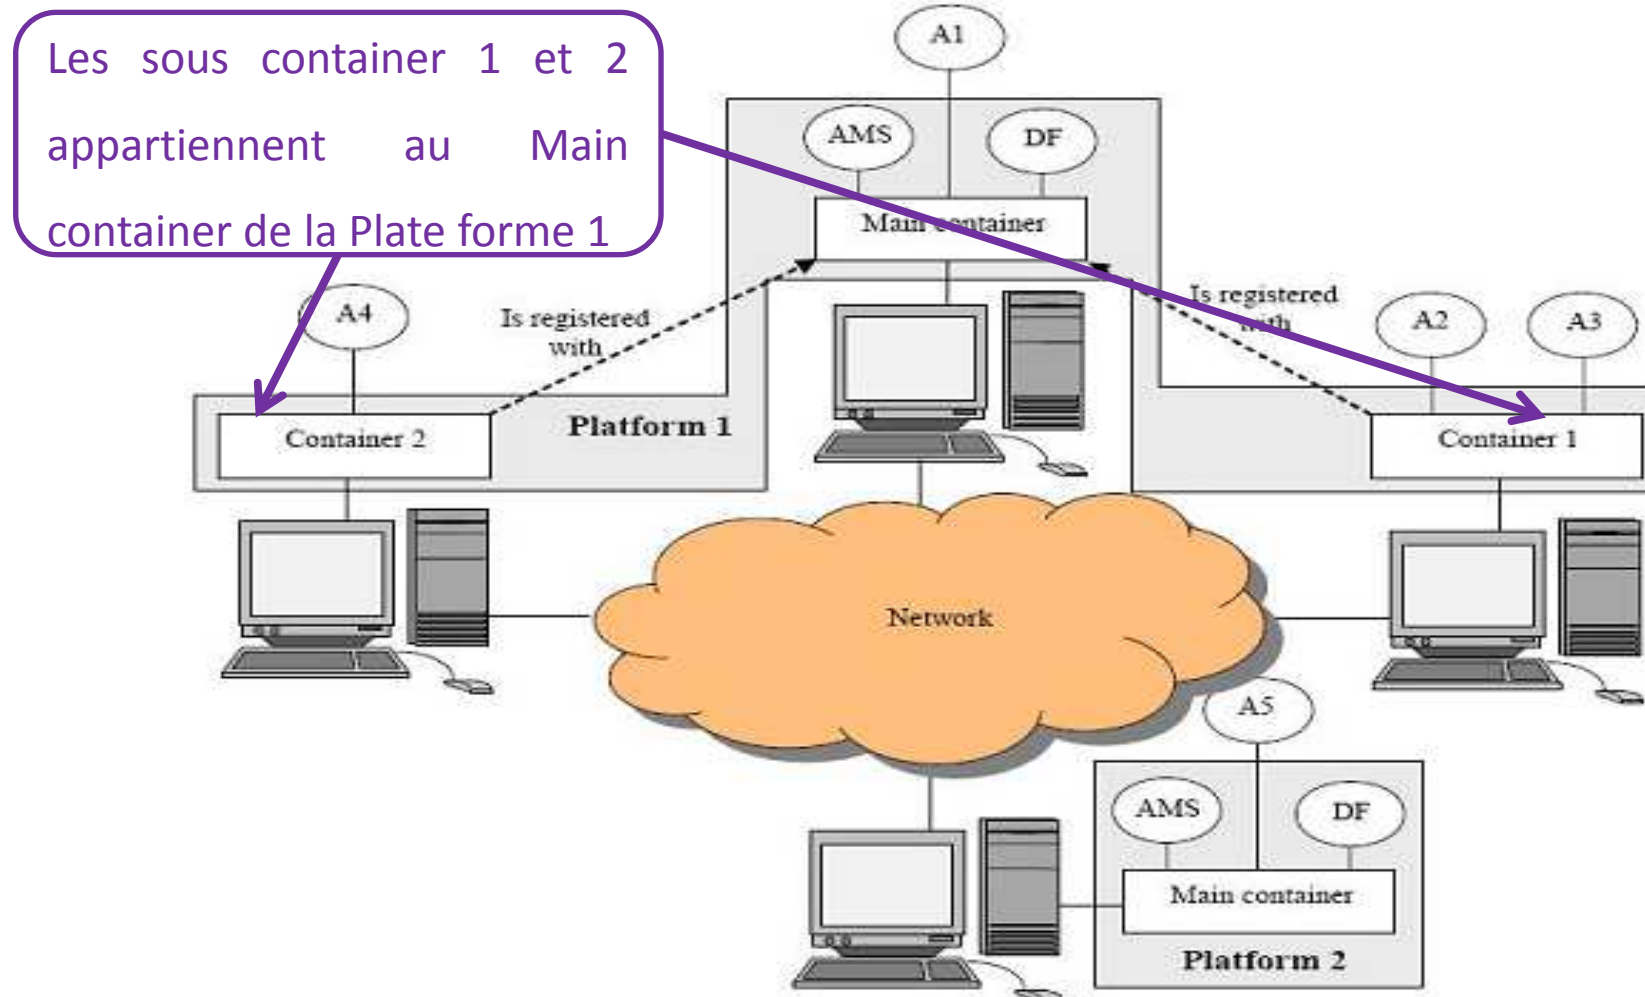 Les sous container 1 et 2
appartiennent au Main
container de la Plate forme 1
A1
AMS
DF
Main container
A4
Is registered
with
Is registered
with
A2
A3
Container 2
Platform 1
Container 1
Network
A5
AMS
DF
Main container
Platform 2